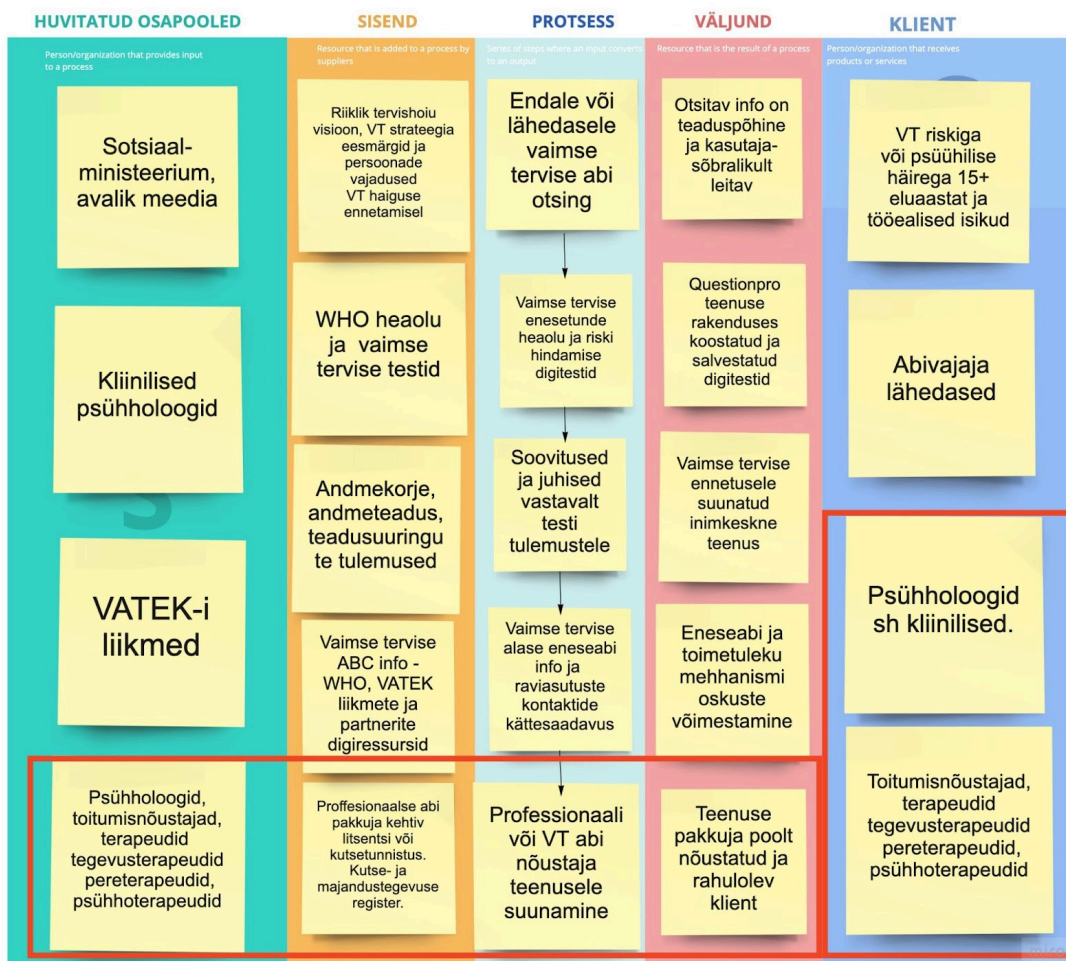 HUVITATUD OSAPOOLED
Person/organization that provides input
to a process
Sotsiaal-
ministeerium,
avalik meedia
Kliinilised
psühholoogid
S
VATEK-i
liikmed
Psühholoogid,
toitumisnõustajad,
terapeudid
tegevusterapeudid
pereterapeudid,
psühhoterapeudid
SISEND
Resource that is added to a process by
suppliers
Riiklik tervishoiu
visioon, VT strateegia
eesmärgid ja
persoonade
vajadused
VT haiguse
ennetamisel
WHO heaolu
ja vaimse
tervise testid
Andmekorje,
andmeteadus,
teadusuuringu
te tulemused
Vaimse tervise
ABC info -
WHO, VATEK
liikmete ja
partnerite
digiressursid
Proffesionaalse abi
pakkuja kehtiv
litsentsi või
kutsetunnistus.
Kutse- ja
majandustegevuse
register.
PROTSESS
Series of steps where an input converts
to an output
Endale või
lähedasele
vaimse
tervise abi
otsing
Vaimse tervise
enesetunde
heaolu ja riski
hindamise
digitestid
Soovitused
ja juhised
vastavalt
testi
tulemustele
Vaimse tervise
alase eneseabi
info ja
raviasutuste
kontaktide
kättesaadavus
Professionaali
või VT abi
nõustaja
teenusele
suunamine
VÄLJUND
Resource that is the result of a process
Otsitav info on
teaduspõhine
ja kasutaja-
sõbralikult
leitav
Questionpro
teenuse
rakenduses
koostatud ja
salvestatud
digitestid
Vaimse tervise
ennetusele
suunatud
inimkeskne
teenus
Eneseabi ja
toimetuleku
mehhanismi
oskuste
võimestamine
Teenuse
pakkuja poolt
nõustatud ja
rahulolev
klient
KLIENT
Person/organization that receives
products or services
VT riskiga
või psüühilise
häirega 15+
eluaastat ja
tööealised isikud
Abivajaja
lähedased
Psühholoogid
sh kliinilised.
Toitumisnõustajad,
terapeudid
tegevusterapeudid
pereterapeudid,
psühhoterapeudid
miro